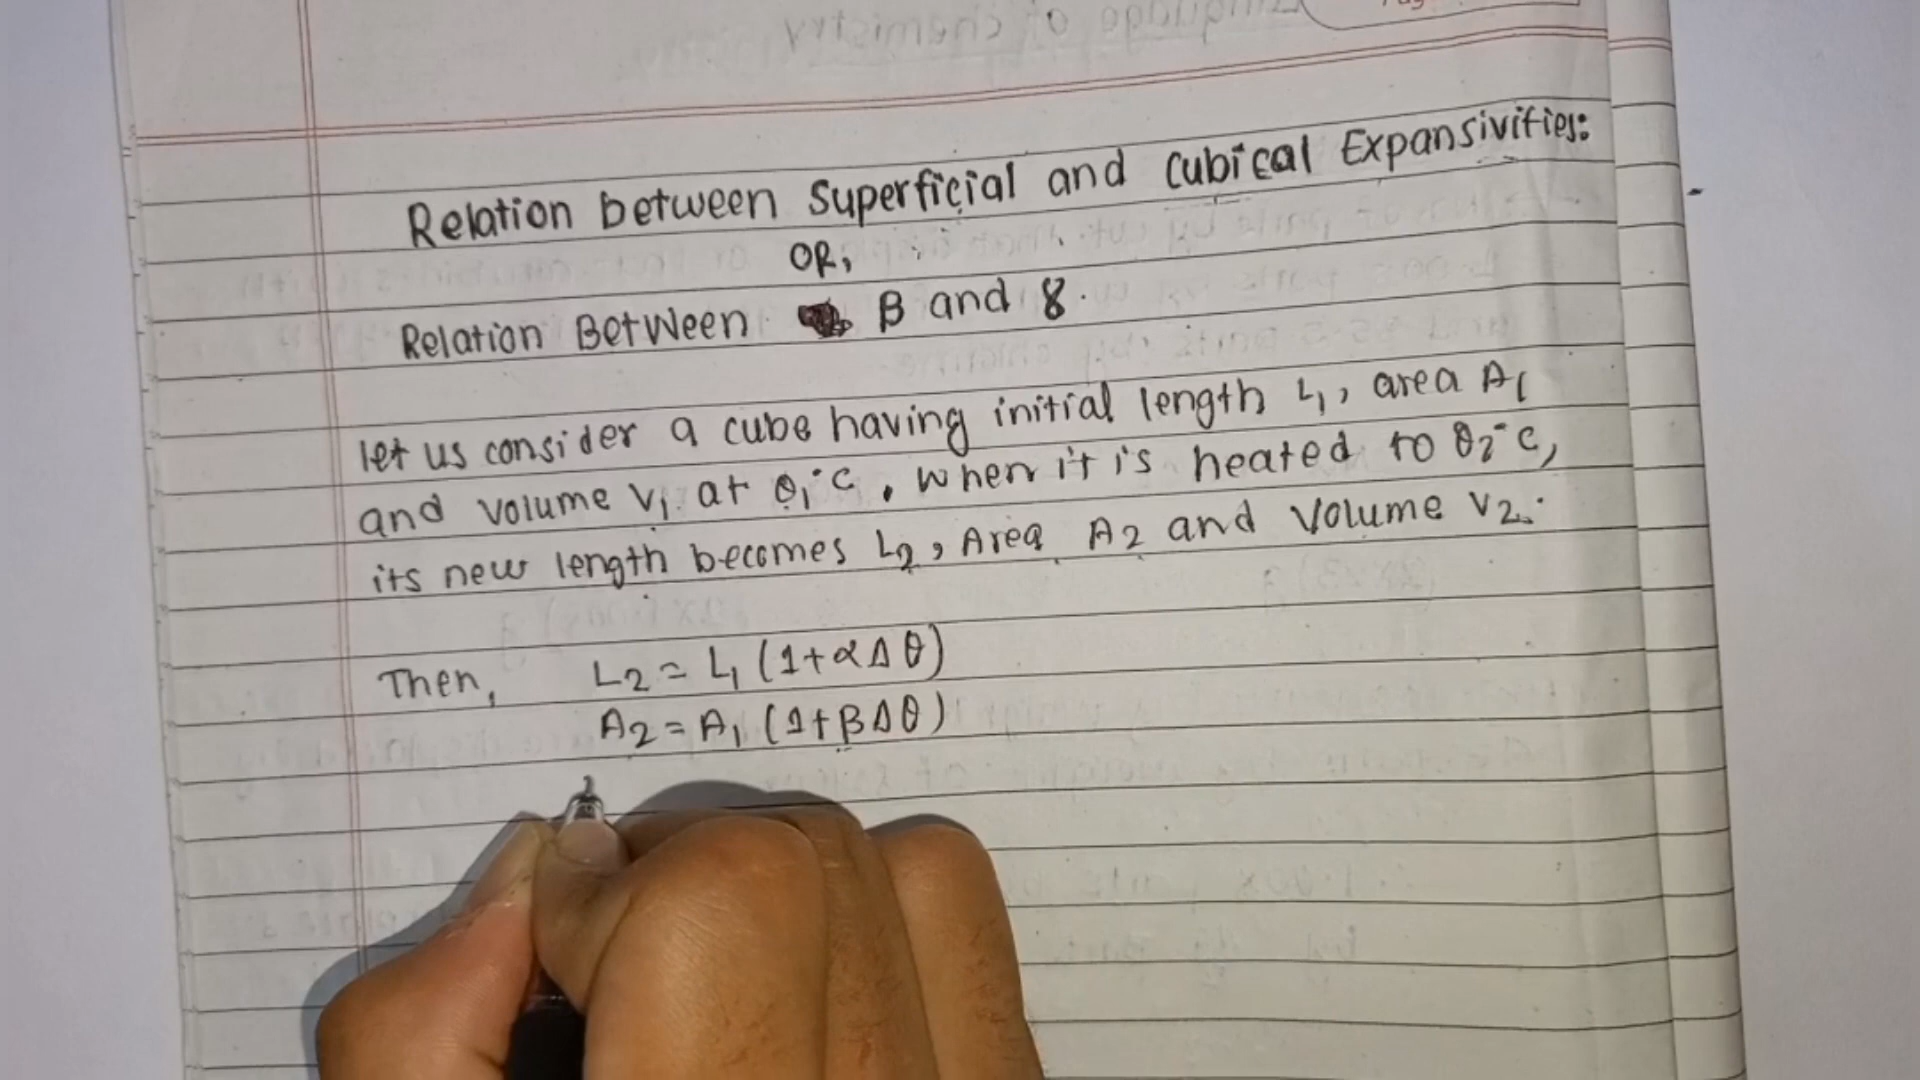 Relation between Superficial and Cubical Expansivities:
OR,
Relation Between β and 8.
let us consider a cube having initial length L₁, area A₁
and volume V₁ at θ₁°C. When it is heated to θ₂°C,
its new length becomes L₂, Area A₂ and Volume V₂.
Then, L₂ = L₁ (1+αΔθ)
A₂ = A₁ (1+βΔθ)